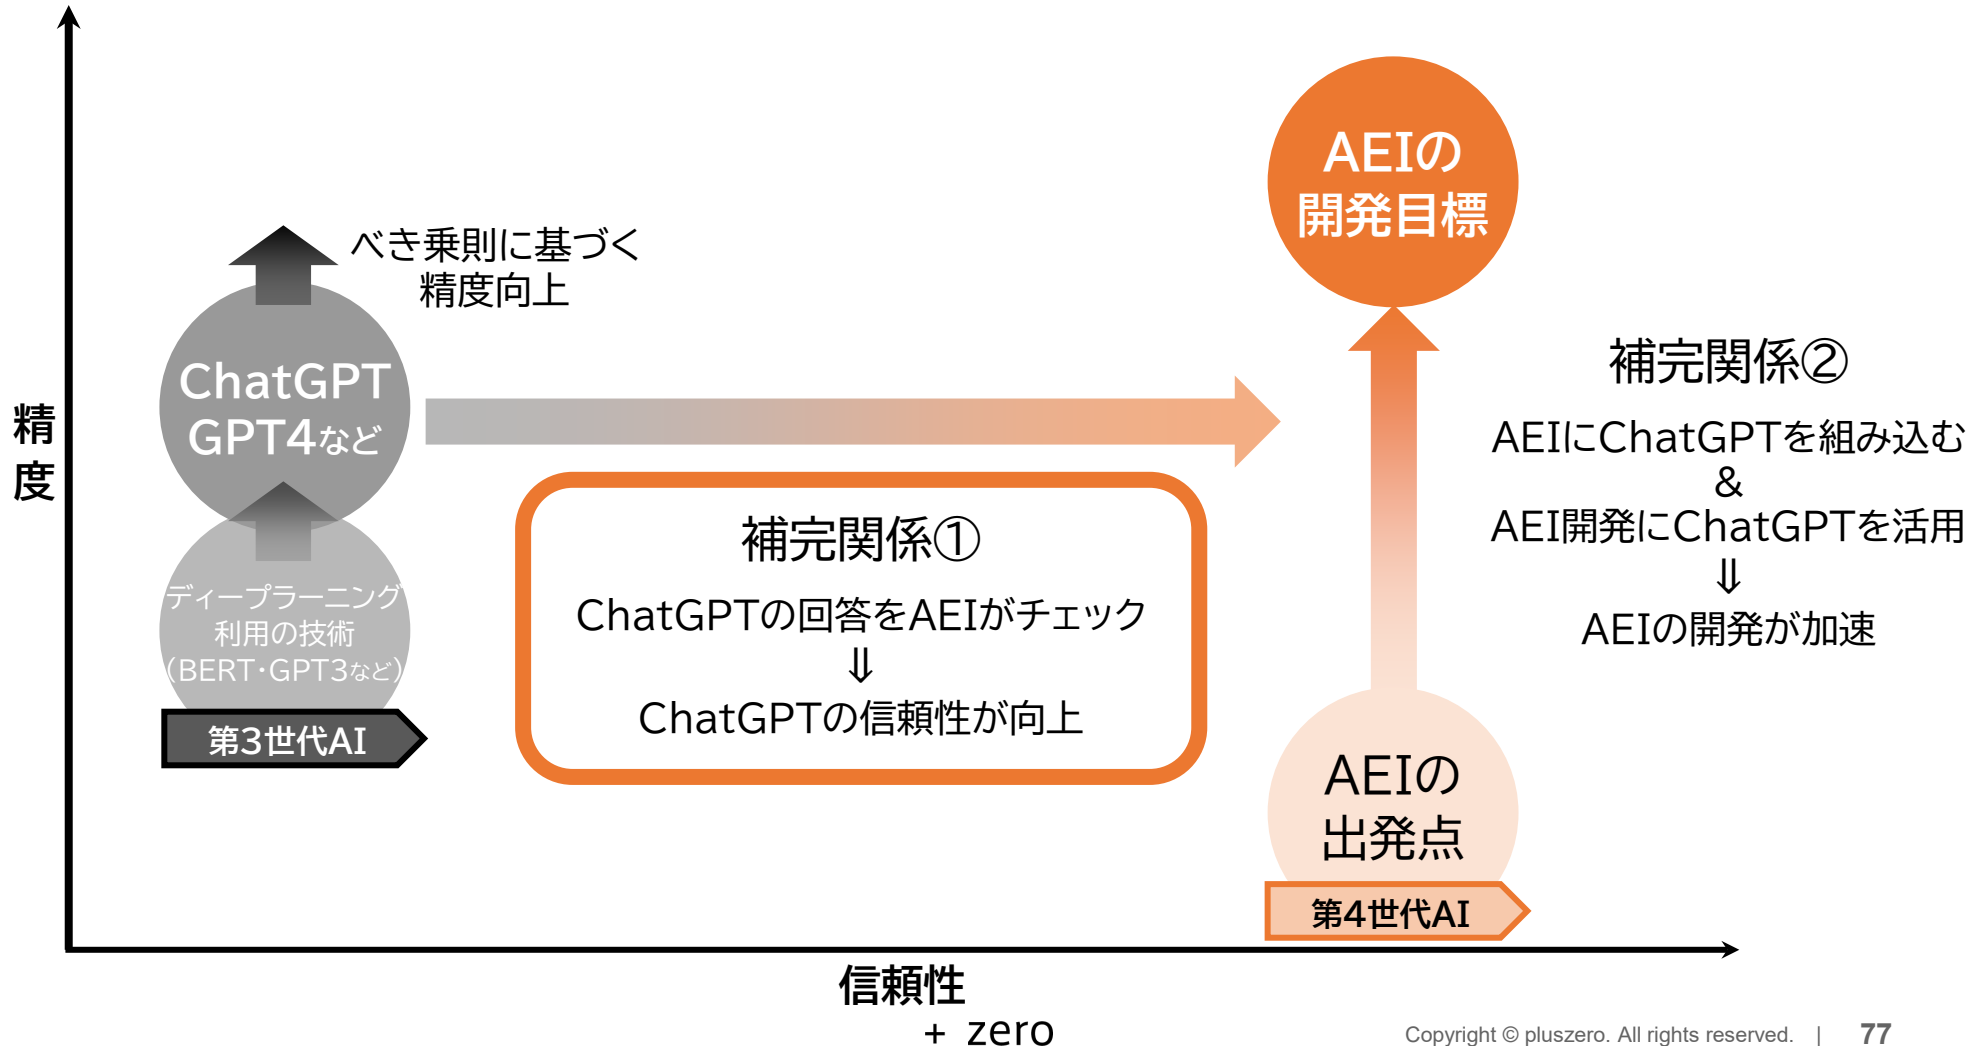 精
度
べき乗則に基づく
精度向上
ChatGPT
GPT4など
ディープラーニング
利用の技術
(BERT・GPT3など)
第3世代AI
補完関係①
ChatGPTの回答をAEIがチェック
⇓
ChatGPTの信頼性が向上
AEIの
開発目標
AEIの
出発点
第4世代AI
補完関係②
AEIにChatGPTを組み込む
&
AEI開発にChatGPTを活用
⇓
AEIの開発が加速
信頼性
+ zero
Copyright © pluszero. All rights reserved. | 77